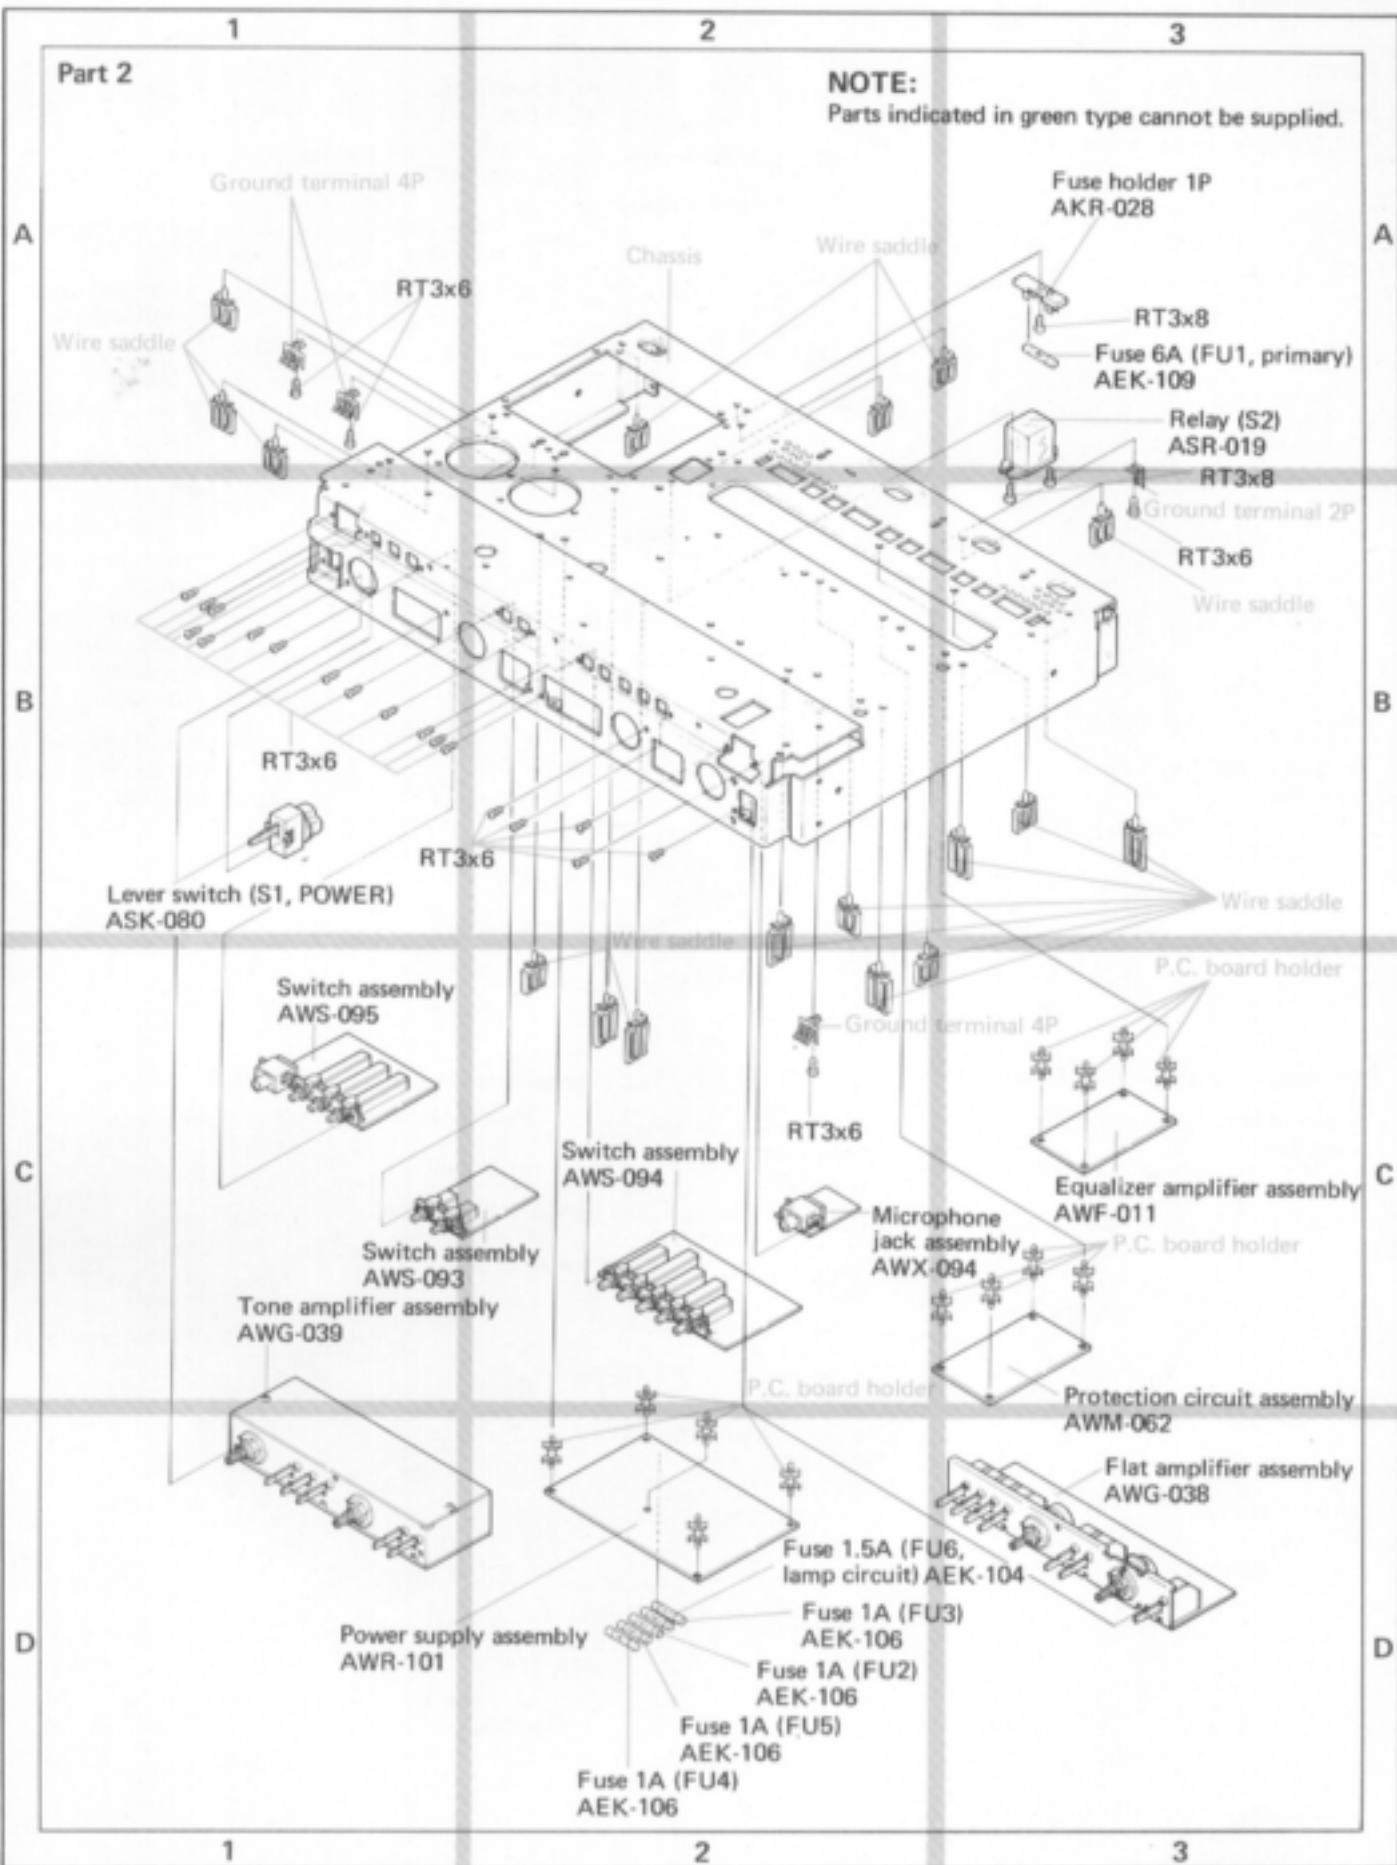 1 2 3
Part 2
NOTE:
Parts indicated in green type cannot be supplied.
Ground terminal 4P
Fuse holder 1P
AKR-028
A
A
Chassis
Wire saddle
RT3x6
RT3x8
Wire saddle
Fuse 6A (FU1, primary)
AEK-109
Relay (S2)
ASR-019
RT3x8
Ground terminal 2P
RT3x6
Wire saddle
B
B
RT3x6
RT3x6
Lever switch (S1, POWER)
ASK-080
Wire saddle
Wire saddle
P.C. board holder
Switch assembly
AWS-095
Ground terminal 4P
RT3x6
Switch assembly
AWS-094
C
C
Equalizer amplifier assembly
AWF-011
Microphone
jack assembly
AWX-094
P.C. board holder
Switch assembly
AWS-093
Tone amplifier assembly
AWG-039
P.C. board holder
Protection circuit assembly
AWM-062
Flat amplifier assembly
AWG-038
Fuse 1.5A (FU6,
lamp circuit) AEK-104
Fuse 1A (FU3)
AEK-106
Power supply assembly
AWR-101
D
D
Fuse 1A (FU2)
AEK-106
Fuse 1A (FU5)
AEK-106
Fuse 1A (FU4)
AEK-106
1 2 3